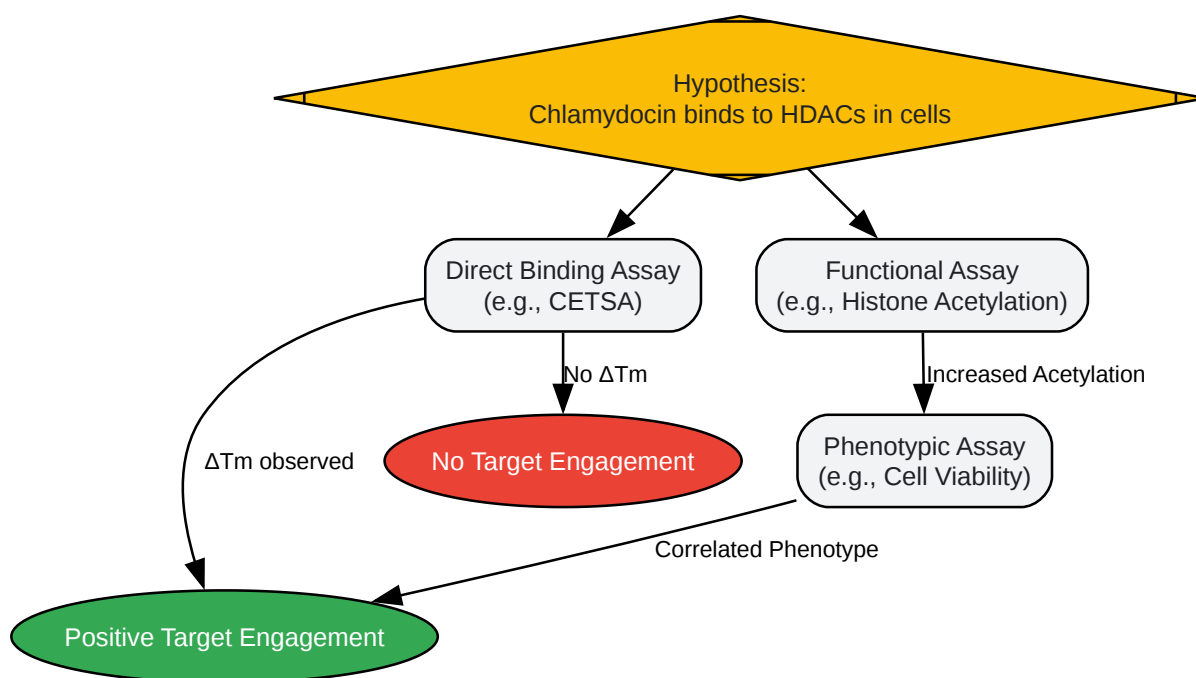 Hypothesis:
Chlamydocin binds to HDACs in cells
Direct Binding Assay
(e.g., CETSA)
Functional Assay
(e.g., Histone Acetylation)
No ΔTm
Increased Acetylation
ΔTm observed
No Target Engagement
Phenotypic Assay
(e.g., Cell Viability)
Correlated Phenotype
Positive Target Engagement